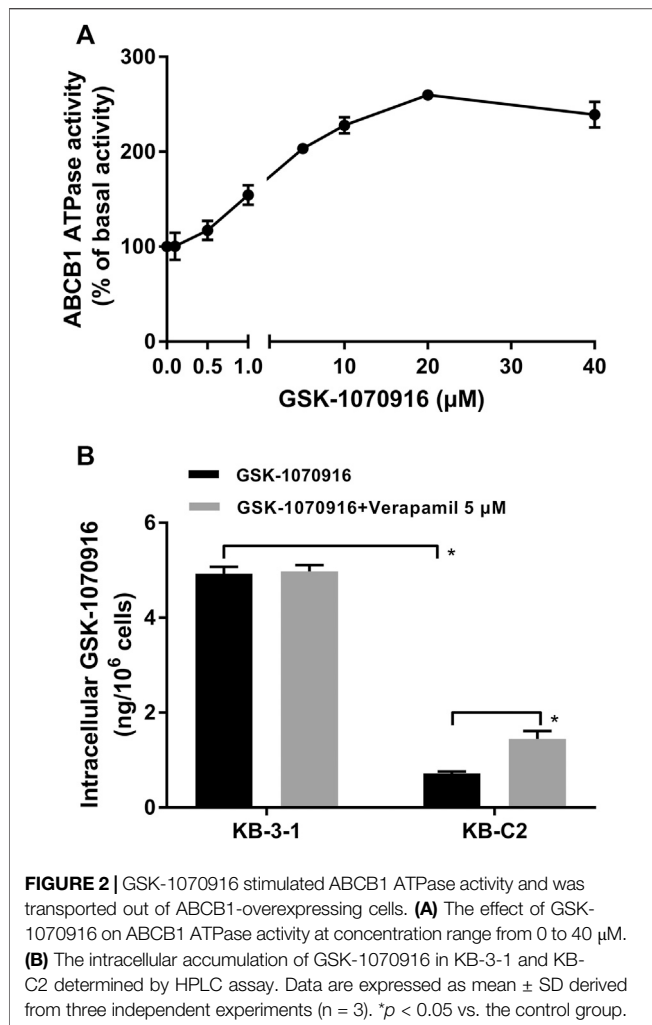 A
ABCB1 ATPase activity
(% of basal activity)
300
200
100
0
0.0 0.5 1.0 10 20 30 40
GSK-1070916 (µM)
B
GSK-1070916
GSK-1070916+Verapamil 5 µM
Intracellular GSK-1070916
(ng/10⁶ cells)
6
4
2
0
*
*
KB-3-1 KB-C2
FIGURE 2 | GSK-1070916 stimulated ABCB1 ATPase activity and was
transported out of ABCB1-overexpressing cells. (A) The effect of GSK-
1070916 on ABCB1 ATPase activity at concentration range from 0 to 40 µM.
(B) The intracellular accumulation of GSK-1070916 in KB-3-1 and KB-
C2 determined by HPLC assay. Data are expressed as mean ± SD derived
from three independent experiments (n = 3). *p < 0.05 vs. the control group.